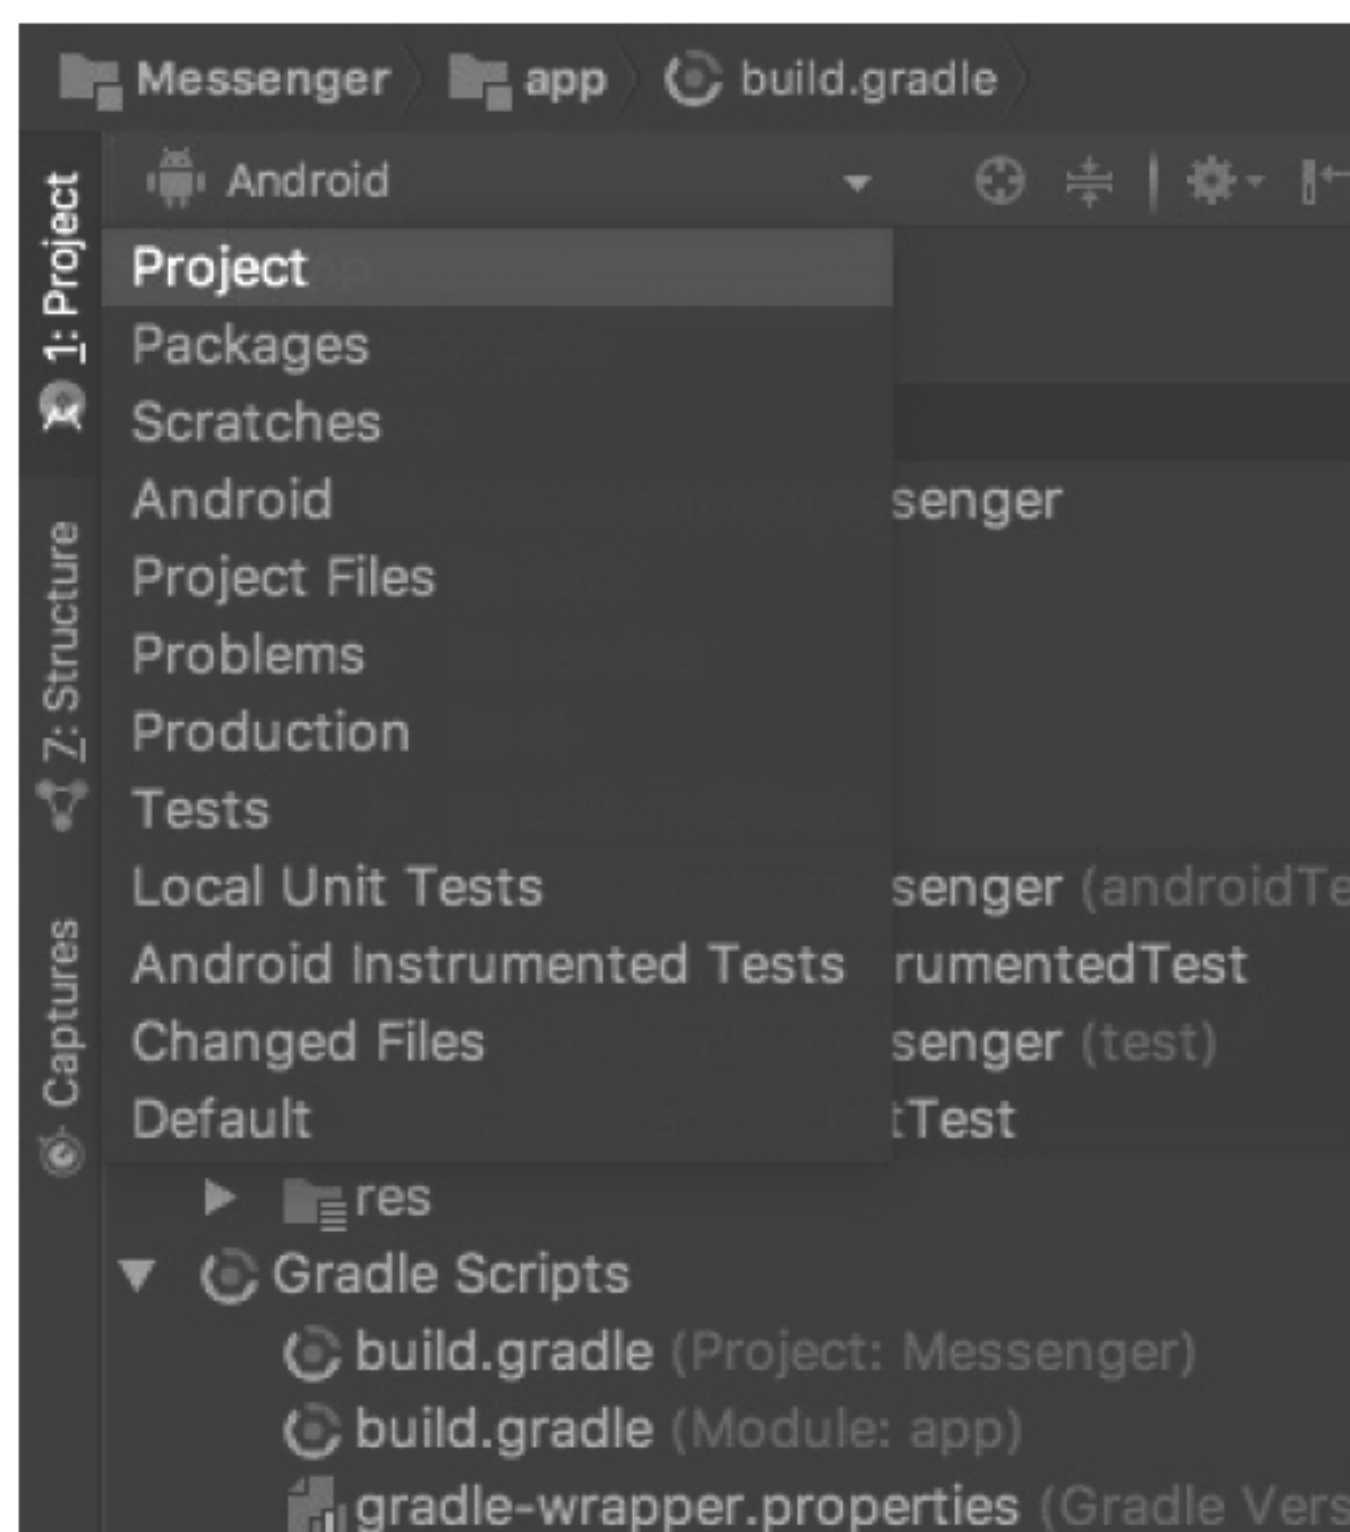 Messenger app build.gradle
Android
1: Project
7: Structure
Captures
Project
Packages
Scratches
Android
senger
Project Files
Problems
Production
Tests
Local Unit Tests
senger (androidTe
Android Instrumented Tests
rumentedTest
Changed Files
senger (test)
Default
tTest
res
Gradle Scripts
build.gradle (Project: Messenger)
build.gradle (Module: app)
gradle-wrapper.properties (Gradle Vers